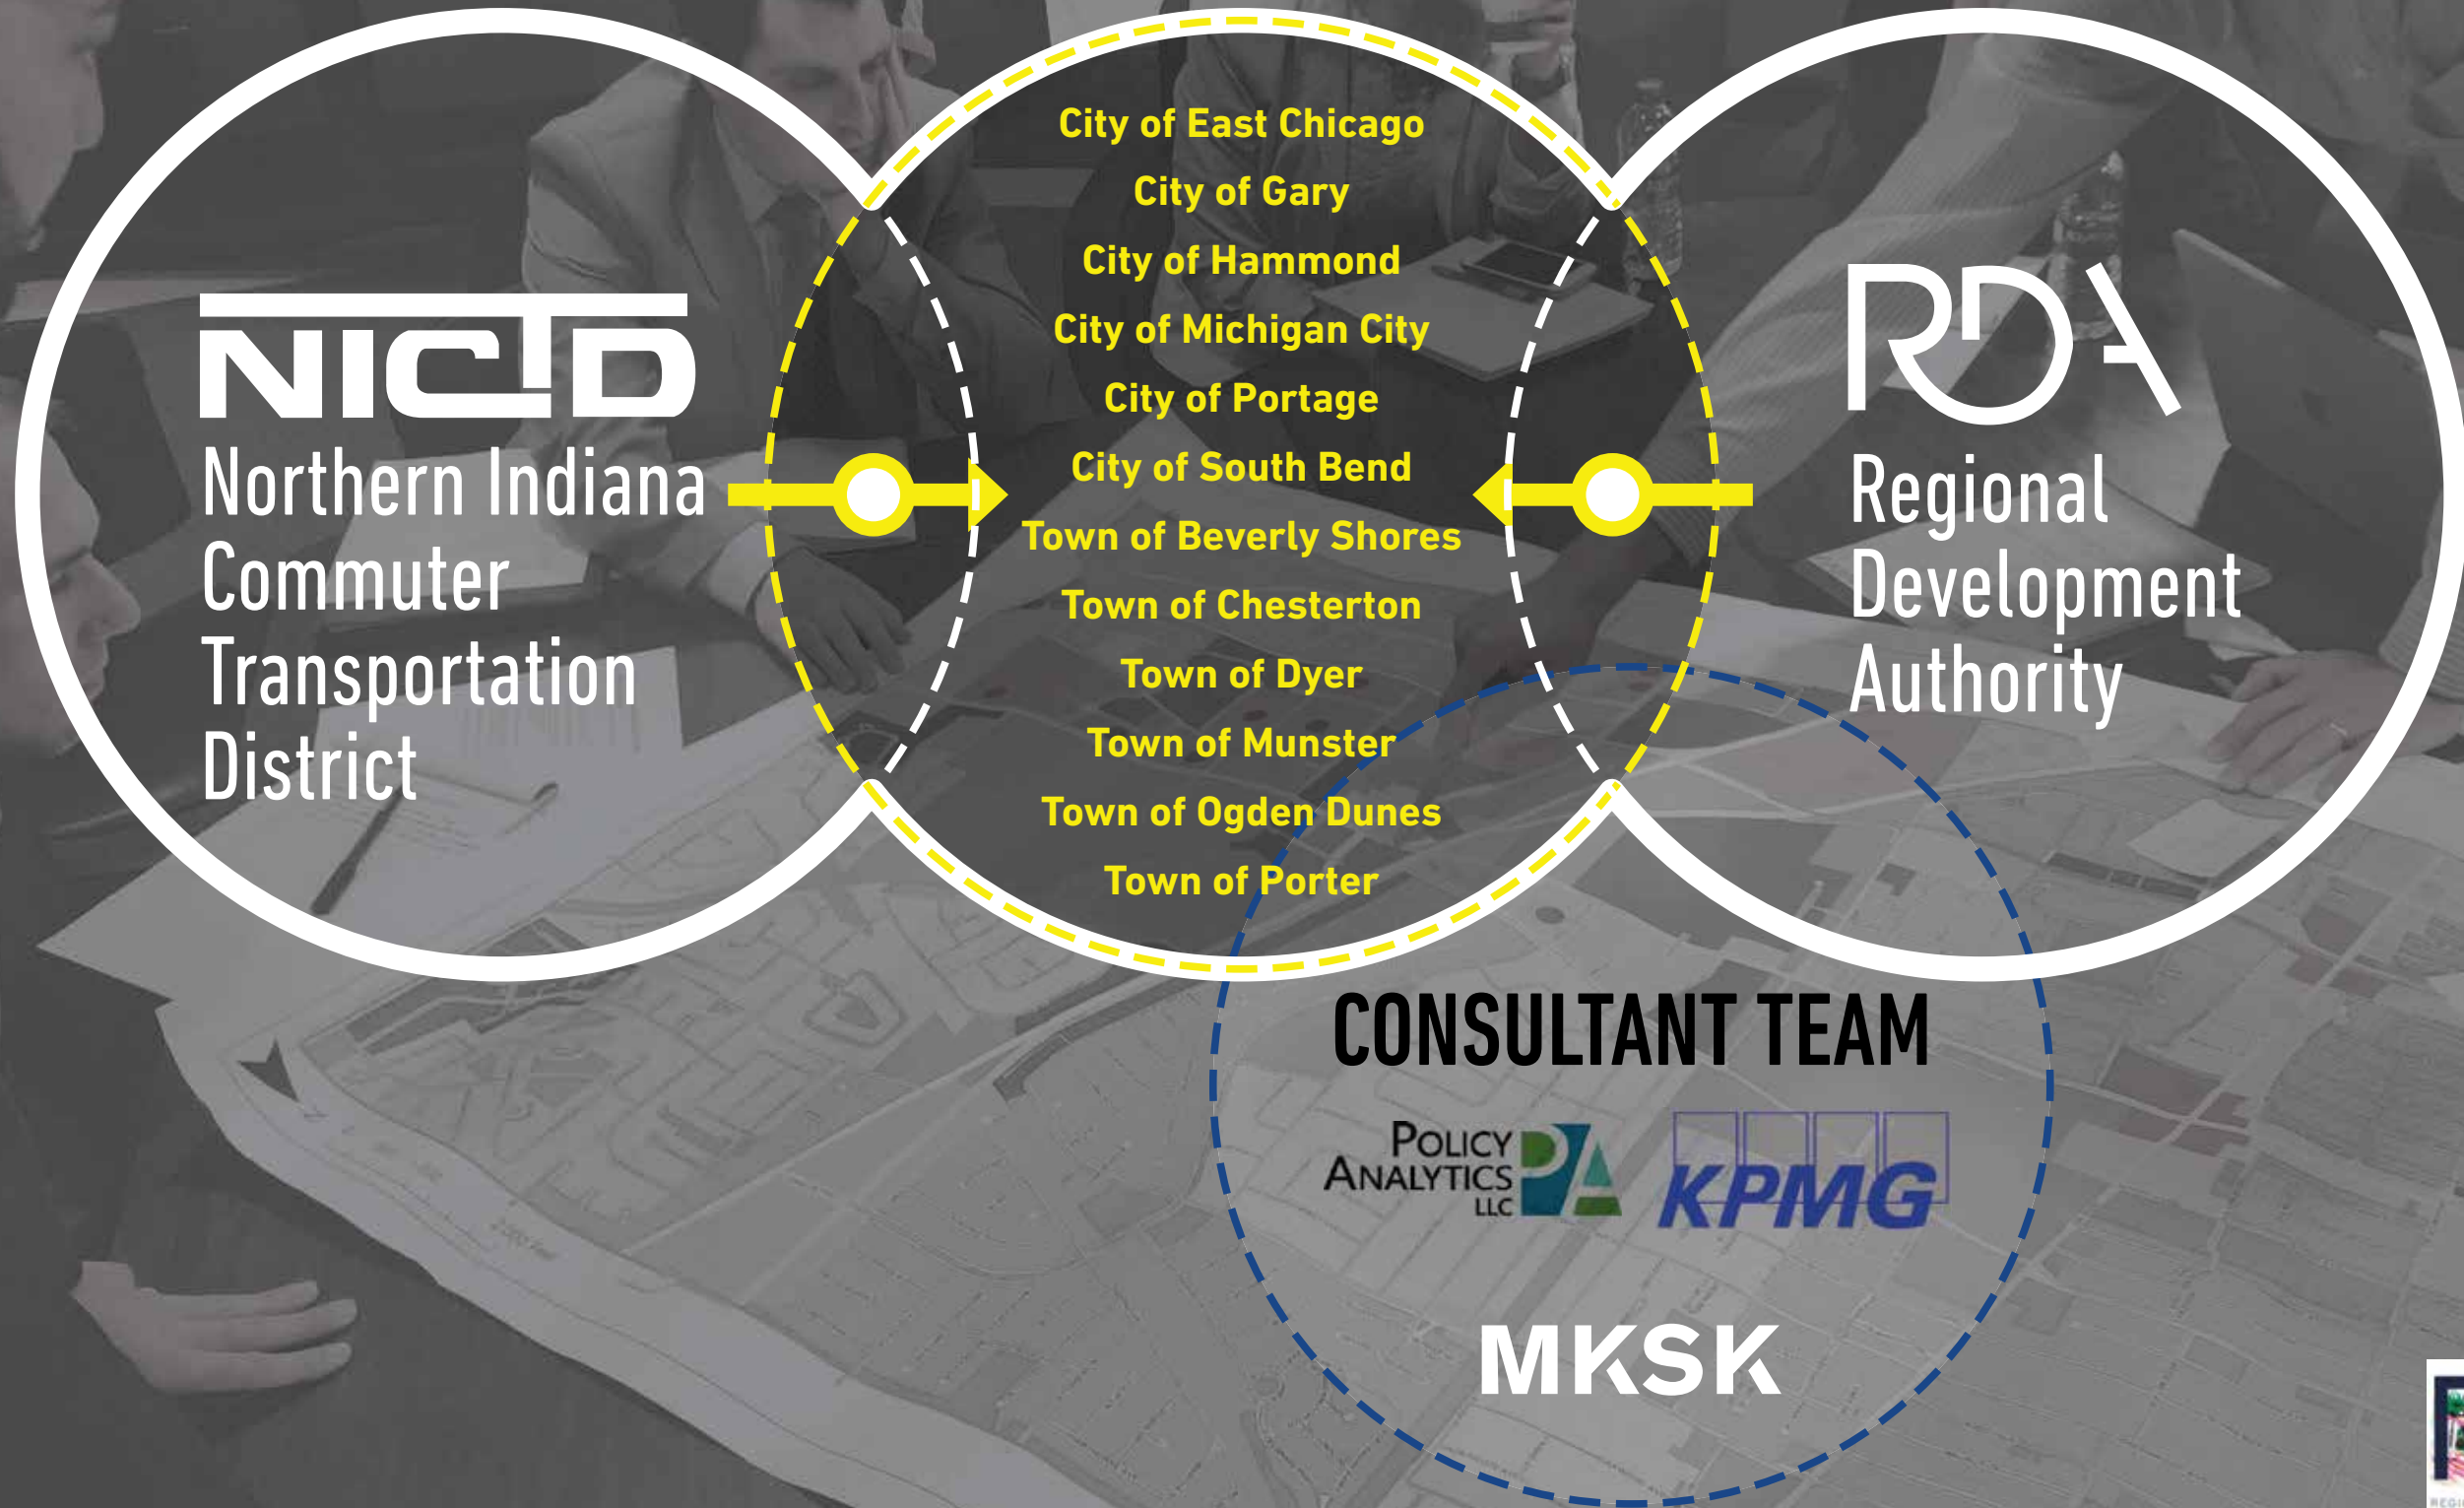 NICTD
Northern Indiana
Commuter
Transportation
District
City of East Chicago
City of Gary
City of Hammond
City of Michigan City
City of Portage
City of South Bend
Town of Beverly Shores
Town of Chesterton
Town of Dyer
Town of Munster
Town of Ogden Dunes
Town of Porter
RDA
Regional
Development
Authority
CONSULTANT TEAM
POLICY
ANALYTICS
LLC
PA
KPMG
MKSK